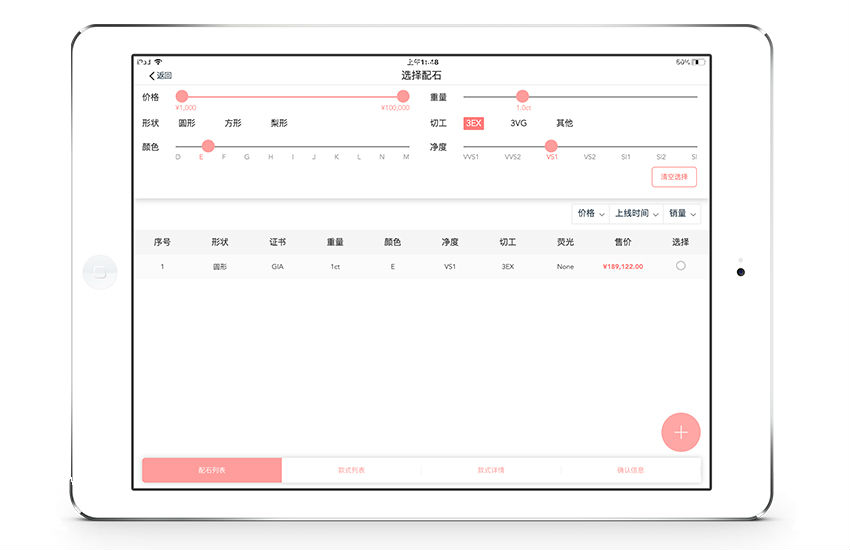 iPad 上午11:48 50%
返回 选择配石
价格 ¥1,000 ¥100,000 重量 1.0ct
形状 圆形 方形 梨形 切工 3EX 3VG 其他
颜色 D E F G H I J K L N M 净度 VVS1 VVS2 VS1 VS2 SI1 SI2 SI
清空选择
价格 上线时间 销量
序号 形状 证书 重量 颜色 净度 切工 荧光 售价 选择
1 圆形 GIA 1ct E VS1 3EX None ¥189,122.00
配石列表 款式列表 款式详情 确认信息